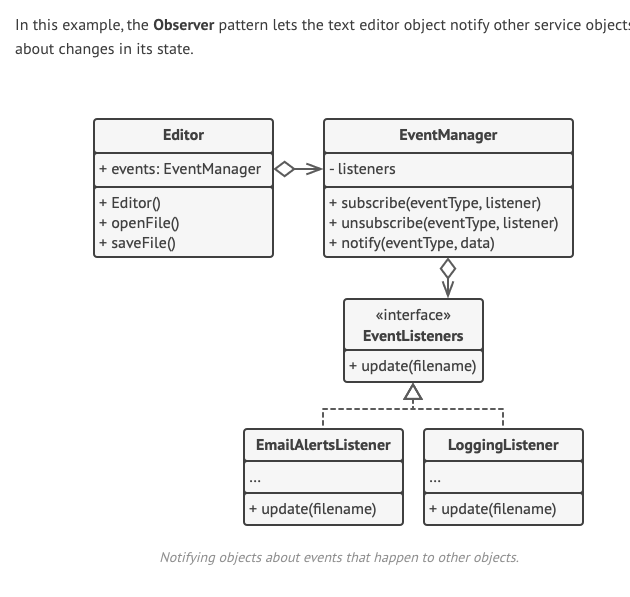 In this example, the Observer pattern lets the text editor object notify other service objects
about changes in its state.
Editor
+ events: EventManager
+ Editor()
+ openFile()
+ saveFile()
EventManager
- listeners
+ subscribe(eventType, listener)
+ unsubscribe(eventType, listener)
+ notify(eventType, data)
«interface»
EventListeners
+ update(filename)
EmailAlertsListener
...
+ update(filename)
LoggingListener
...
+ update(filename)
Notifying objects about events that happen to other objects.